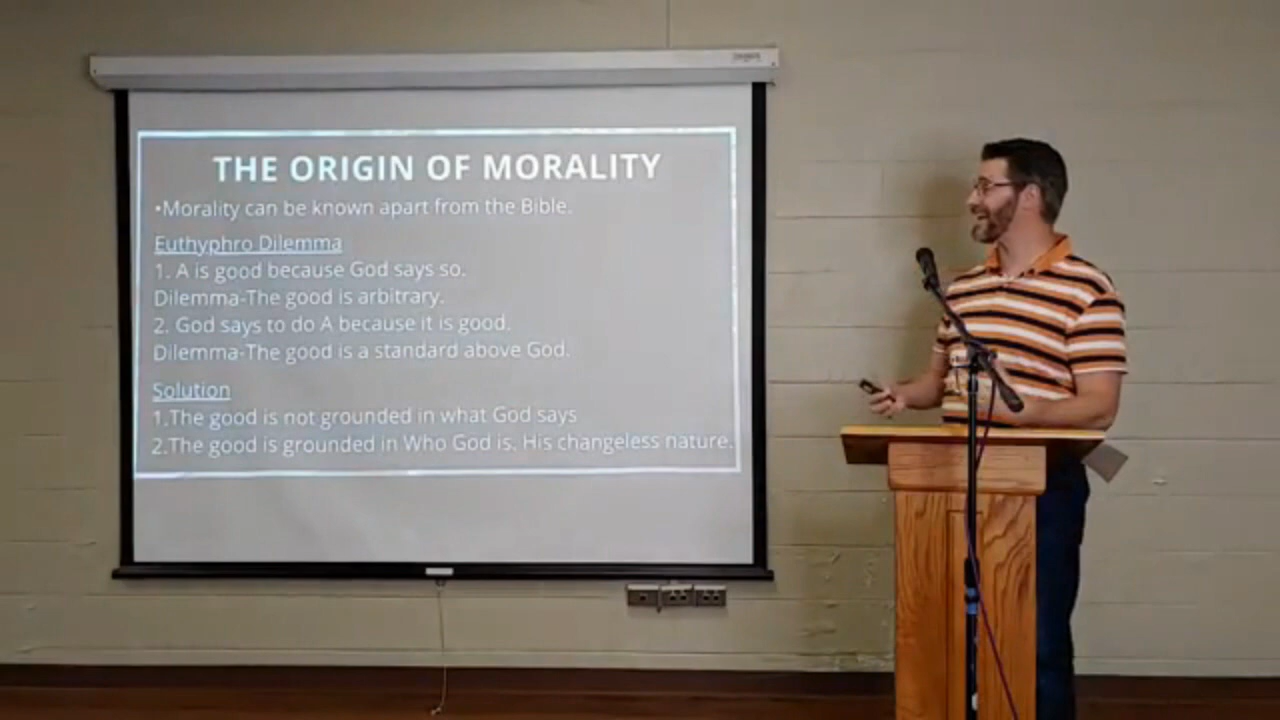 THE ORIGIN OF MORALITY
•Morality can be known apart from the Bible.
Euthyphro Dilemma
1. A is good because God says so.
Dilemma-The good is arbitrary.
2. God says to do A because it is good.
Dilemma-The good is a standard above God.
Solution
1.The good is not grounded in what God says
2.The good is grounded in Who God is. His changeless nature.